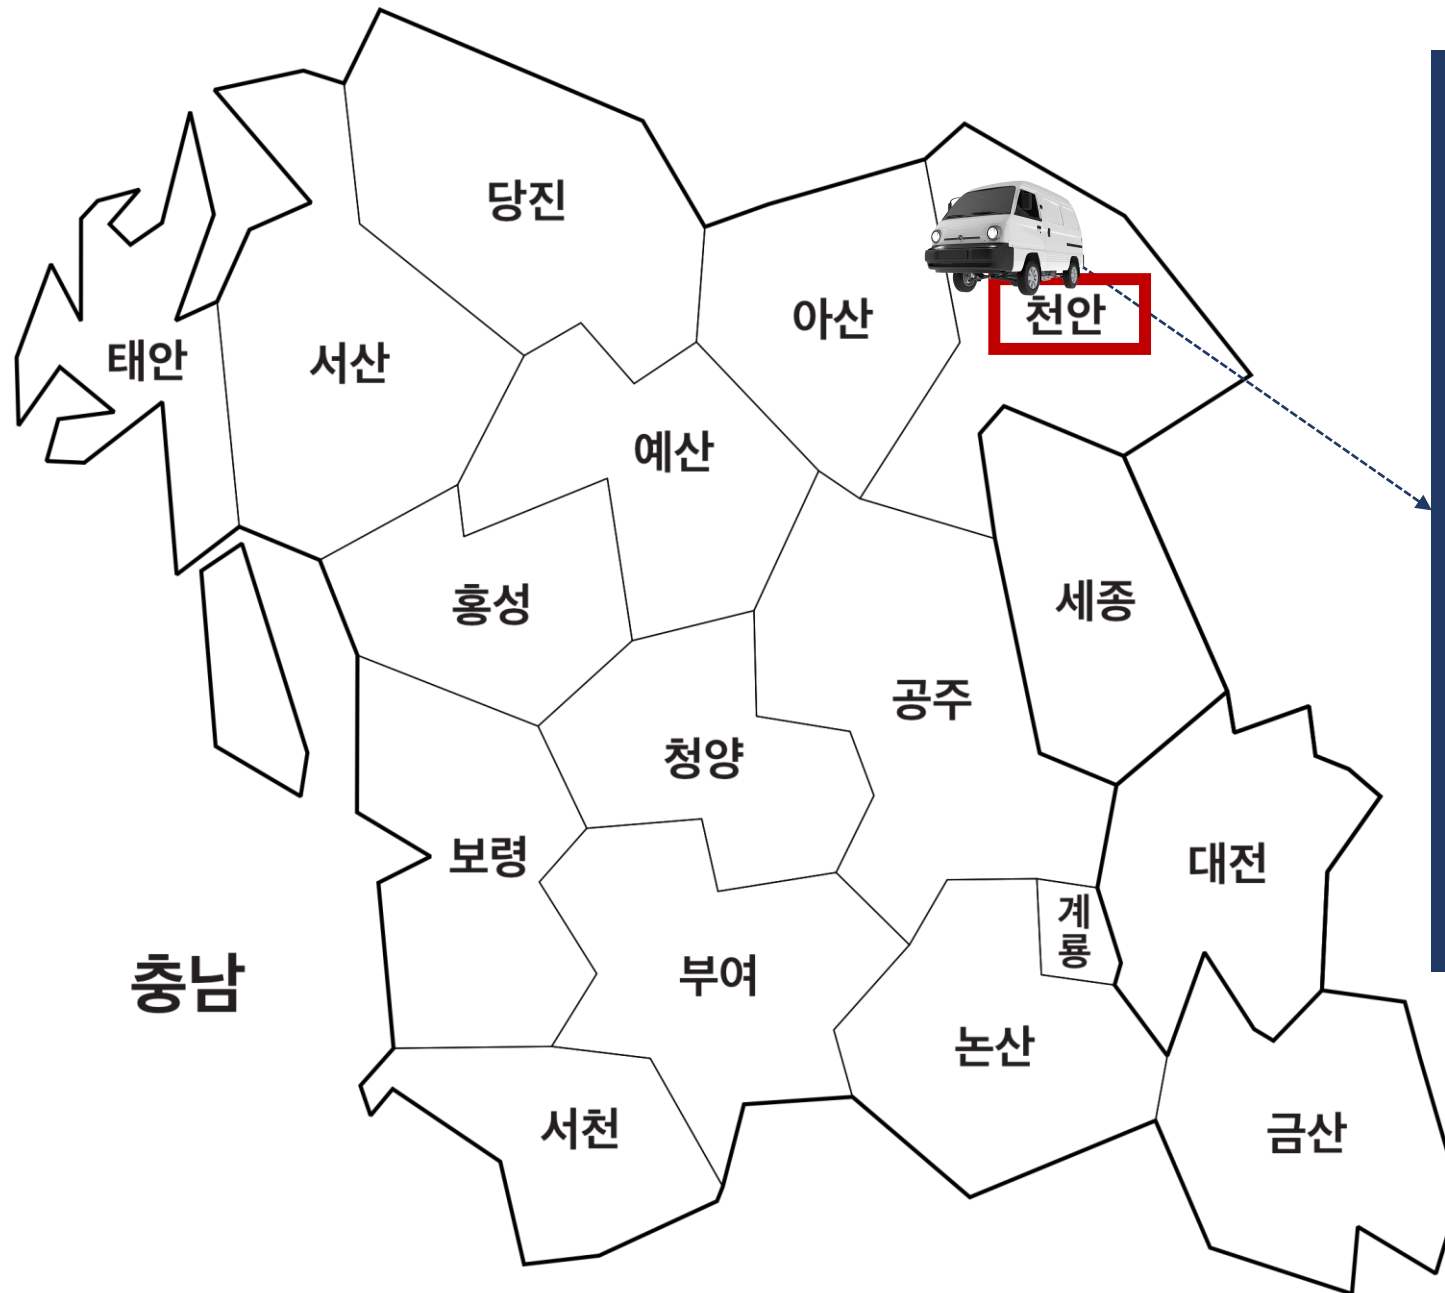 당진
아산
천안
태안
서산
예산
홍성
세종
공주
청양
보령
대전
계
룡
충남
부여
논산
서천
금산